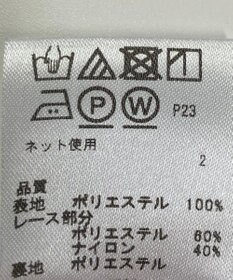 P W P23
ネット使用
2
品質
表地 ポリエステル 100%
レース部分
ポリエステル 60%
ナイロン 40%
裏地 ポリエステル